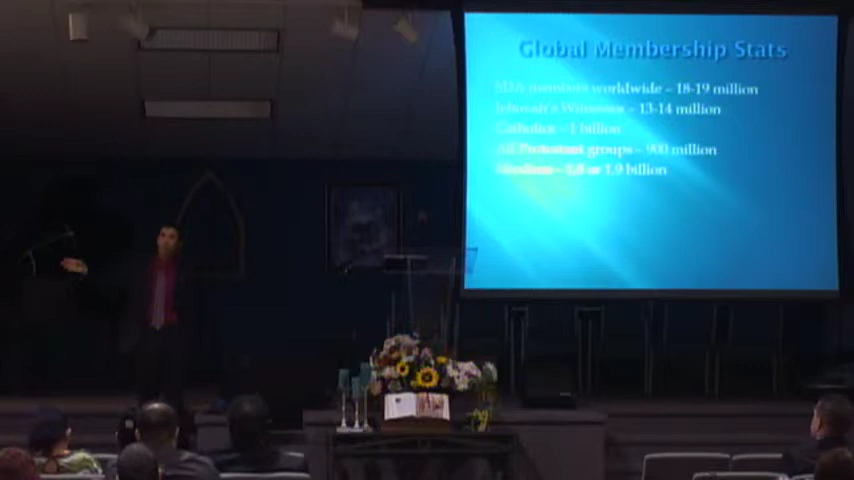 Global Membership Stats
SDA members worldwide – 18-19 million
Jehovah's Witnesses – 13-14 million
Catholics – 1 billion
All Protestant groups – 900 million
Muslims – 1.8 or 1.9 billion